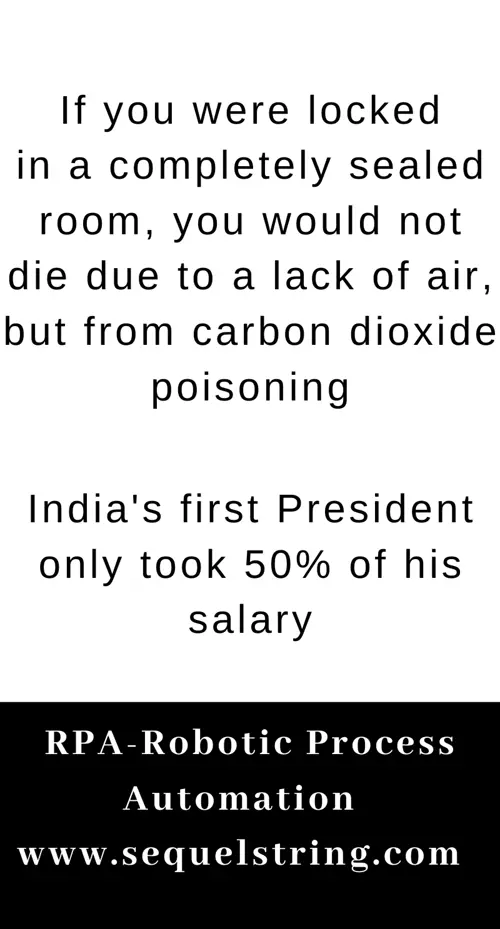 If you were locked
in a completely sealed
room, you would not
die due to a lack of air,
but from carbon dioxide
poisoning
India's first President
only took 50% of his
salary
RPA-Robotic Process
Automation
www.sequelstring.com